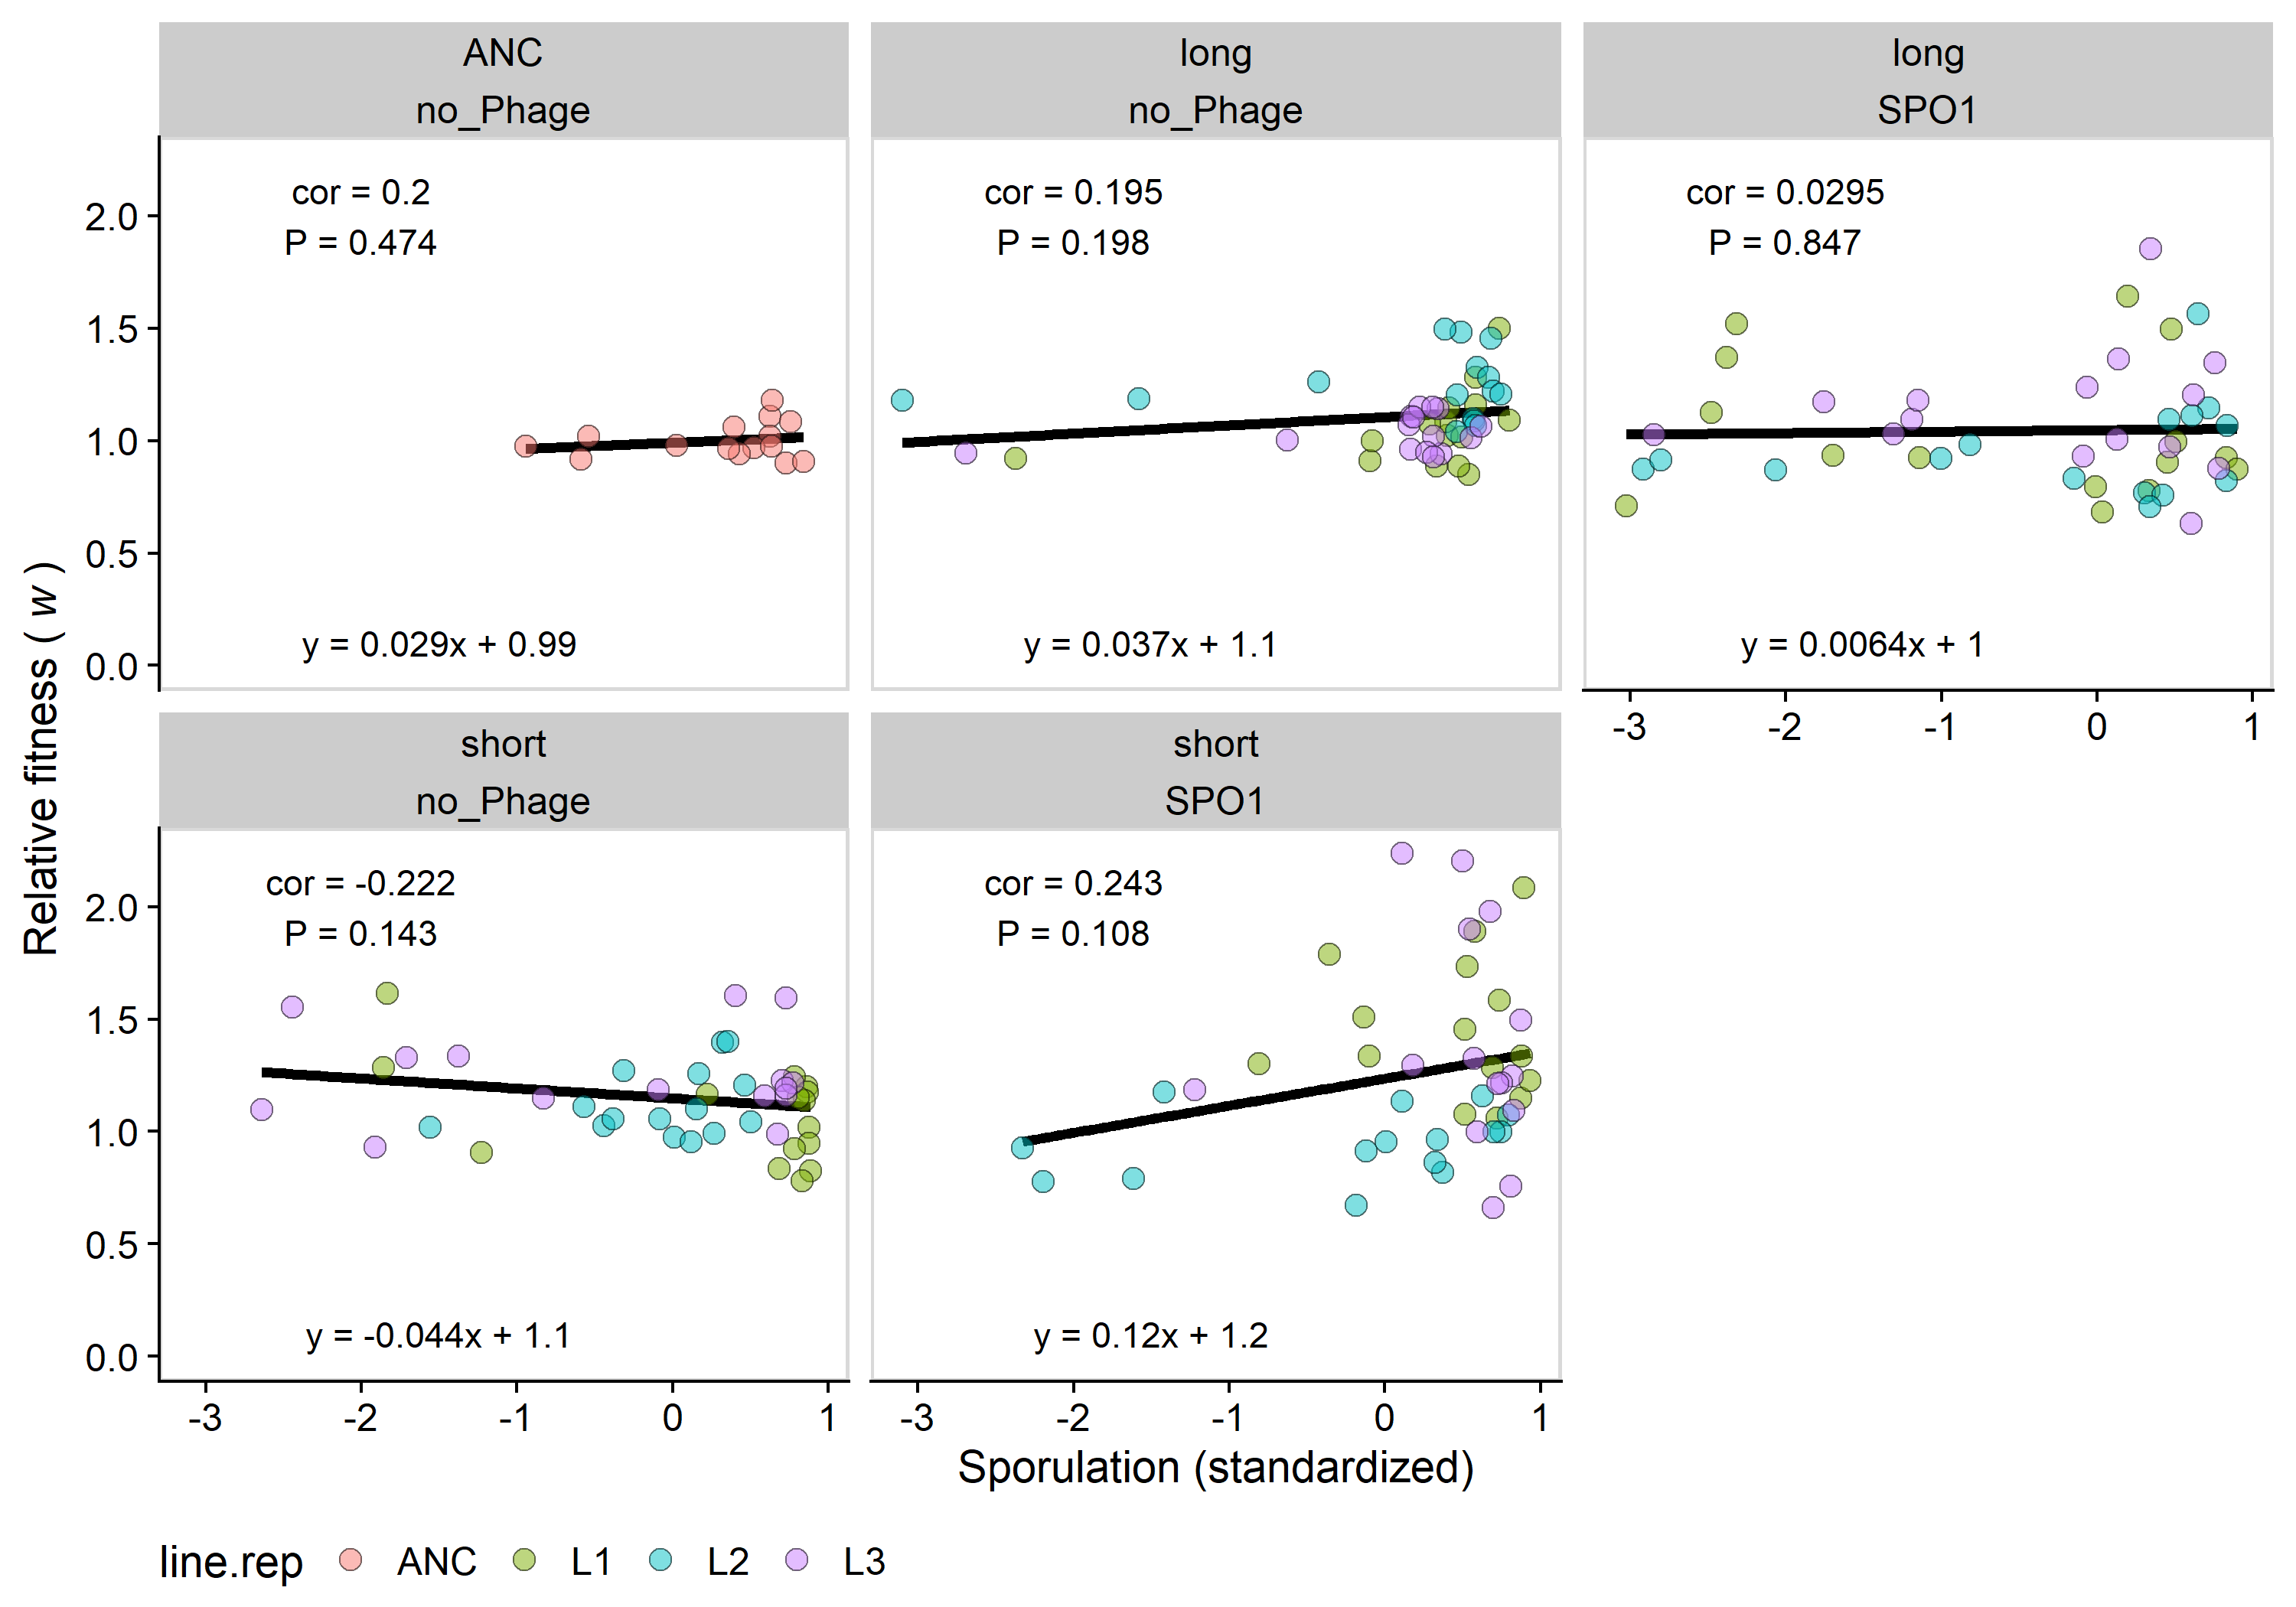 ANC
no_Phage
long
no_Phage
long
SPO1
cor = 0.2
P = 0.474
y = 0.029x + 0.99
cor = 0.195
P = 0.198
y = 0.037x + 1.1
cor = 0.0295
P = 0.847
y = 0.0064x + 1
2.0
1.5
1.0
0.5
0.0
-3 -2 -1 0 1
Relative fitness ( w )
short
no_Phage
short
SPO1
cor = -0.222
P = 0.143
y = -0.044x + 1.1
cor = 0.243
P = 0.108
y = 0.12x + 1.2
2.0
1.5
1.0
0.5
0.0
-3 -2 -1 0 1
-3 -2 -1 0 1
Sporulation (standardized)
line.rep ANC L1 L2 L3